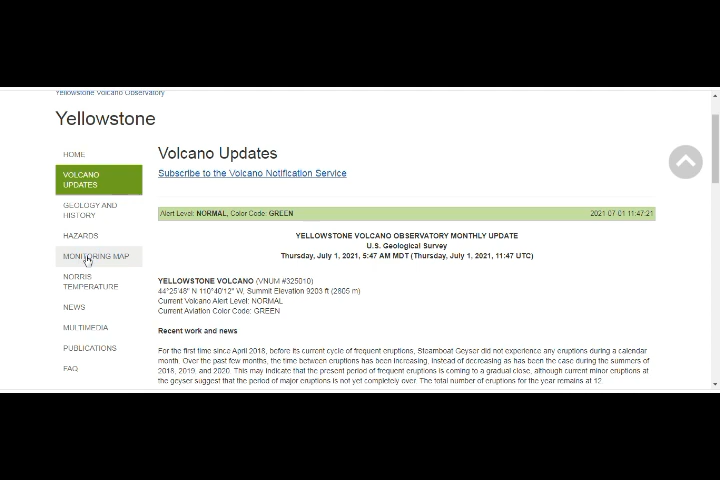 Yellowstone Volcano Observatory
Yellowstone
HOME
VOLCANO
UPDATES
GEOLOGY AND
HISTORY
HAZARDS
MONITORING MAP
NORRIS
TEMPERATURE
NEWS
MULTIMEDIA
PUBLICATIONS
FAQ
Volcano Updates
Subscribe to the Volcano Notification Service
Alert Level: NORMAL, Color Code: GREEN 2021-07-01 11:47:21
YELLOWSTONE VOLCANO OBSERVATORY MONTHLY UPDATE
U.S. Geological Survey
Thursday, July 1, 2021, 5:47 AM MDT (Thursday, July 1, 2021, 11:47 UTC)
YELLOWSTONE VOLCANO (VNUM #325010)
44°25'48" N 110°40'12" W, Summit Elevation 9203 ft (2805 m)
Current Volcano Alert Level: NORMAL
Current Aviation Color Code: GREEN
Recent work and news
For the first time since April 2018, before its current cycle of frequent eruptions, Steamboat Geyser did not experience any eruptions during a calendar
month. Over the past few months, the time between eruptions has been increasing, instead of decreasing as has been the case during the summers of
2018, 2019, and 2020. This may indicate that the present period of frequent eruptions is coming to a gradual close, although current minor eruptions at
the geyser suggest that the period of major eruptions is not yet completely over. The total number of eruptions for the year remains at 12.